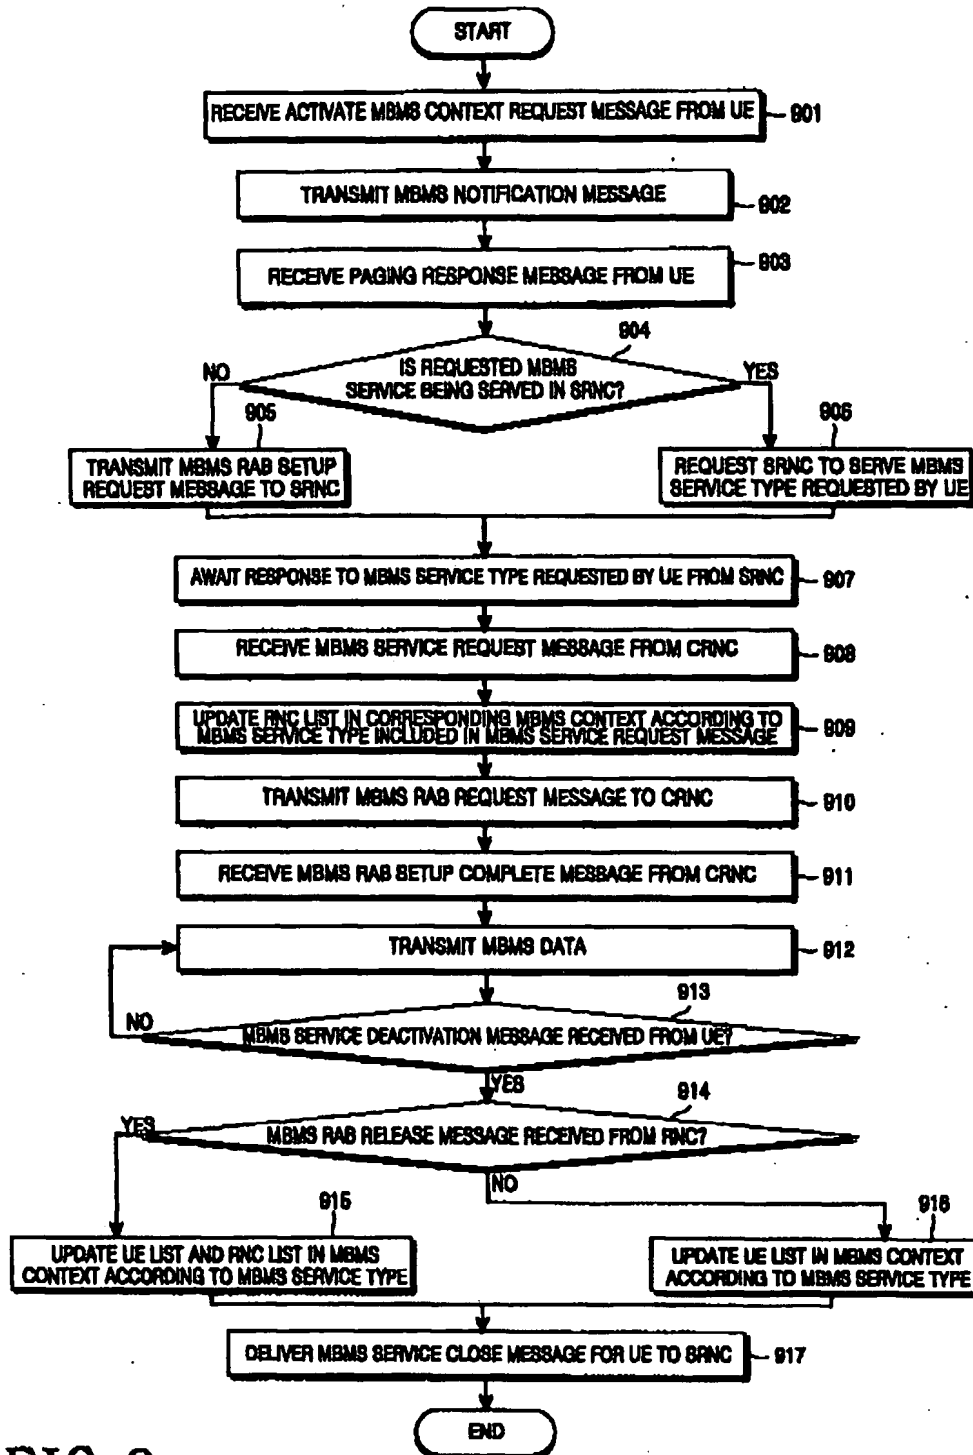 START
RECEIVE ACTIVATE MBMS CONTEXT REQUEST MESSAGE FROM UE
901
TRANSMIT MBMS NOTIFICATION MESSAGE
902
RECEIVE PAGING RESPONSE MESSAGE FROM UE
903
904
IS REQUESTED MBMS
SERVICE BEING SERVED IN SRNC?
NO
YES
905
906
TRANSMIT MBMS RAB SETUP
REQUEST MESSAGE TO SRNC
REQUEST SRNC TO SERVE MBMS
SERVICE TYPE REQUESTED BY UE
AWAIT RESPONSE TO MBMS SERVICE TYPE REQUESTED BY UE FROM SRNC
907
RECEIVE MBMS SERVICE REQUEST MESSAGE FROM CRNC
908
UPDATE RNC LIST IN CORRESPONDING MBMS CONTEXT ACCORDING TO
MBMS SERVICE TYPE INCLUDED IN MBMS SERVICE REQUEST MESSAGE
909
TRANSMIT MBMS RAB REQUEST MESSAGE TO CRNC
910
RECEIVE MBMS RAB SETUP COMPLETE MESSAGE FROM CRNC
911
TRANSMIT MBMS DATA
912
913
NO
MBMS SERVICE DEACTIVATION MESSAGE RECEIVED FROM UE?
YES
914
YES
MBMS RAB RELEASE MESSAGE RECEIVED FROM RNC?
NO
915
916
UPDATE UE LIST AND RNC LIST IN MBMS
CONTEXT ACCORDING TO MBMS SERVICE TYPE
UPDATE UE LIST IN MBMS CONTEXT
ACCORDING TO MBMS SERVICE TYPE
DELIVER MBMS SERVICE CLOSE MESSAGE FOR UE TO SRNC
917
END